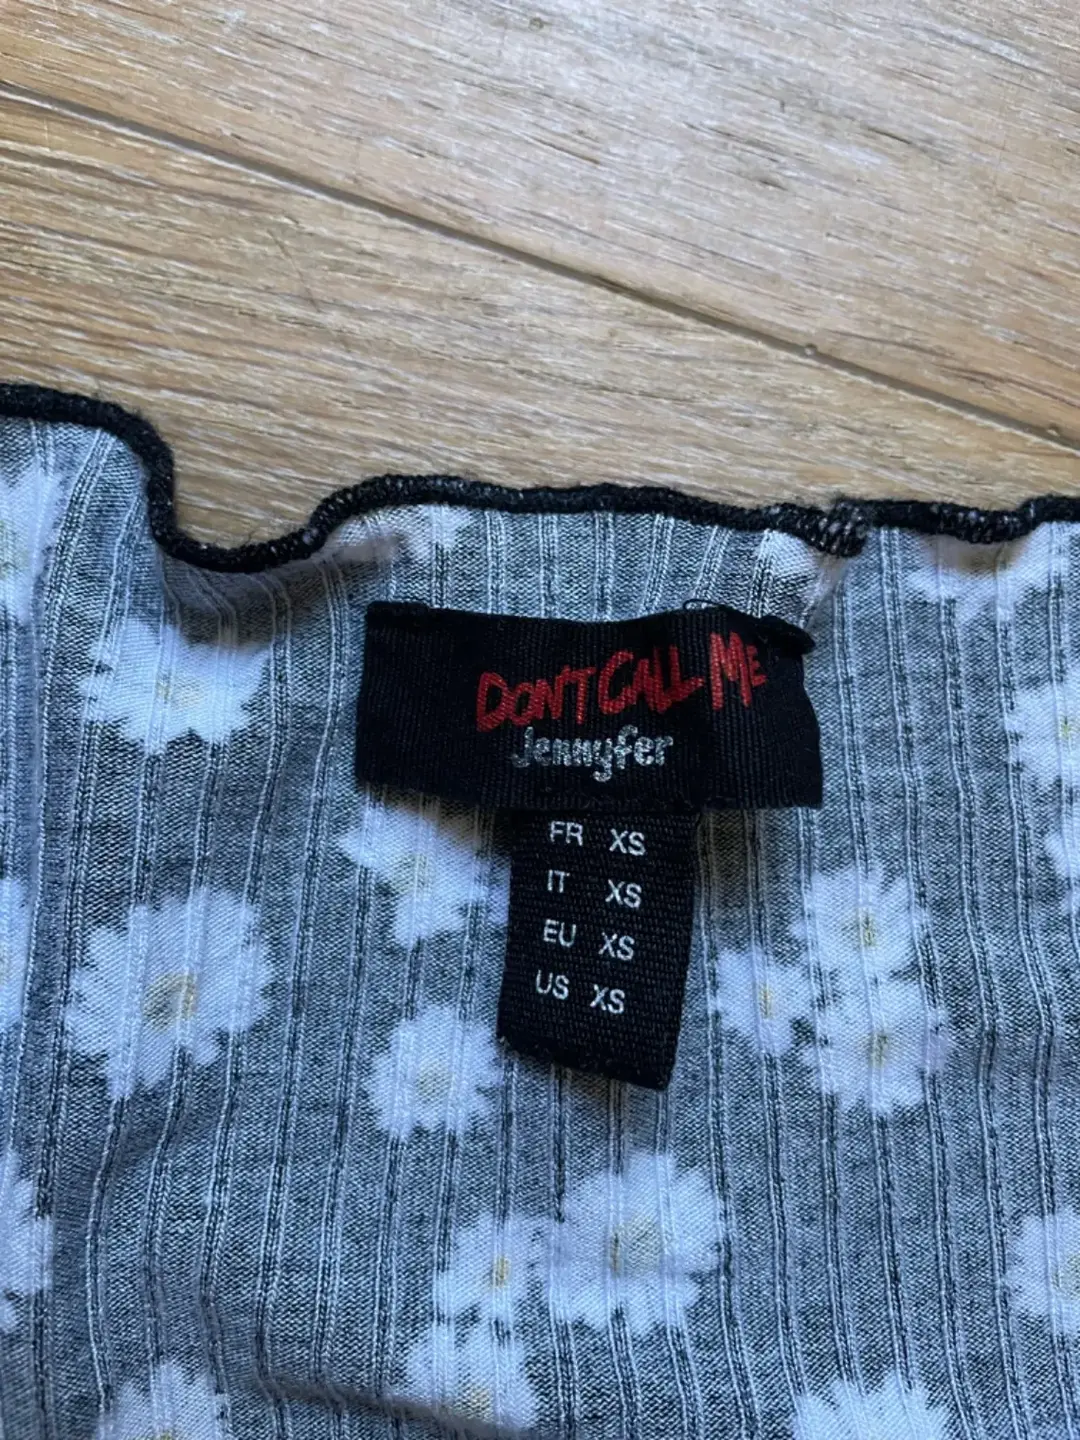 DON'T CALL ME
Jennyfer
FR XS
IT XS
EU XS
US XS